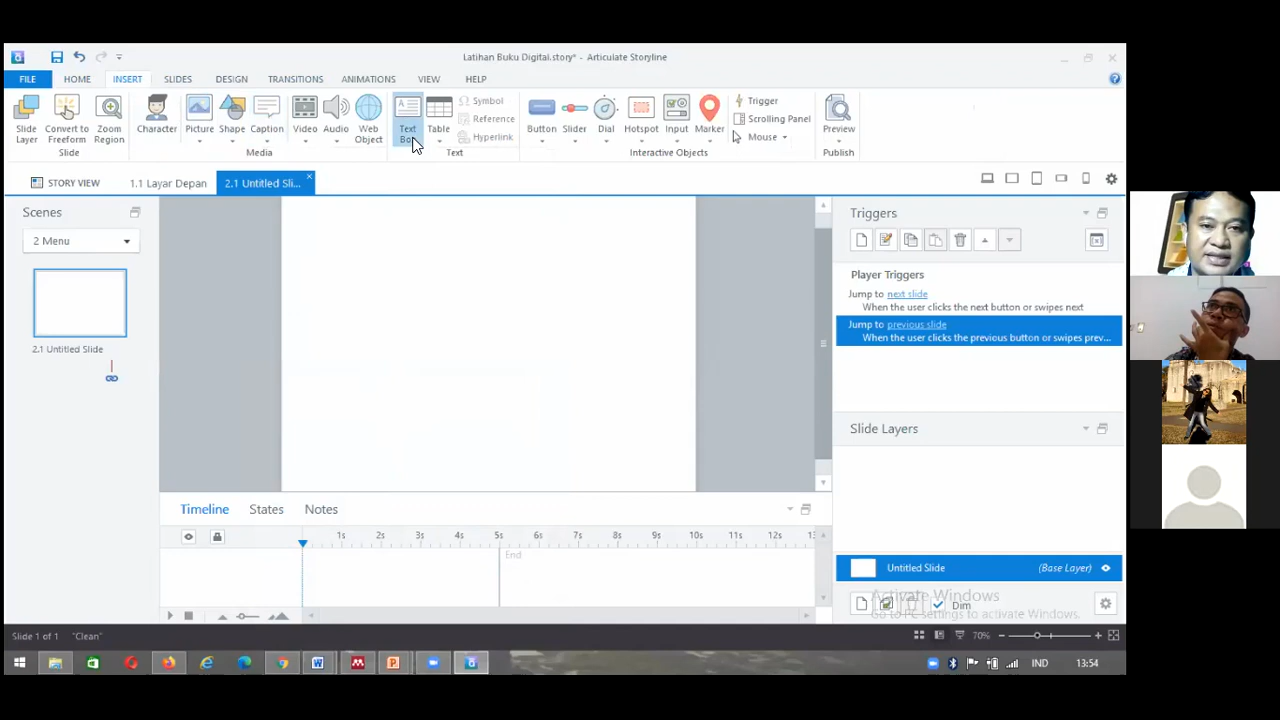 Latihan Buku Digital.story* - Articulate Storyline
FILE
HOME
INSERT
SLIDES
DESIGN
TRANSITIONS
ANIMATIONS
VIEW
HELP
Slide Layer
Convert to Freeform
Zoom Region
Slide
Character
Picture
Shape
Caption
Video
Audio
Web Object
Media
Text Box
Table
Symbol
Reference
Hyperlink
Text
Button
Slider
Dial
Hotspot
Input
Marker
Trigger
Scrolling Panel
Mouse
Interactive Objects
Preview
Publish
STORY VIEW
1.1 Layar Depan
2.1 Untitled Sli...
Scenes
2 Menu
2.1 Untitled Slide
Triggers
Player Triggers
Jump to next slide
When the user clicks the next button or swipes next
Jump to previous slide
When the user clicks the previous button or swipes prev...
Slide Layers
Untitled Slide (Base Layer)
Dim
Activate Windows
Go to PC settings to activate Windows.
Timeline
States
Notes
1s 2s 3s 4s 5s 6s 7s 8s 9s 10s 11s 12s
End
Slide 1 of 1 "Clean"
70%
IND
13:54